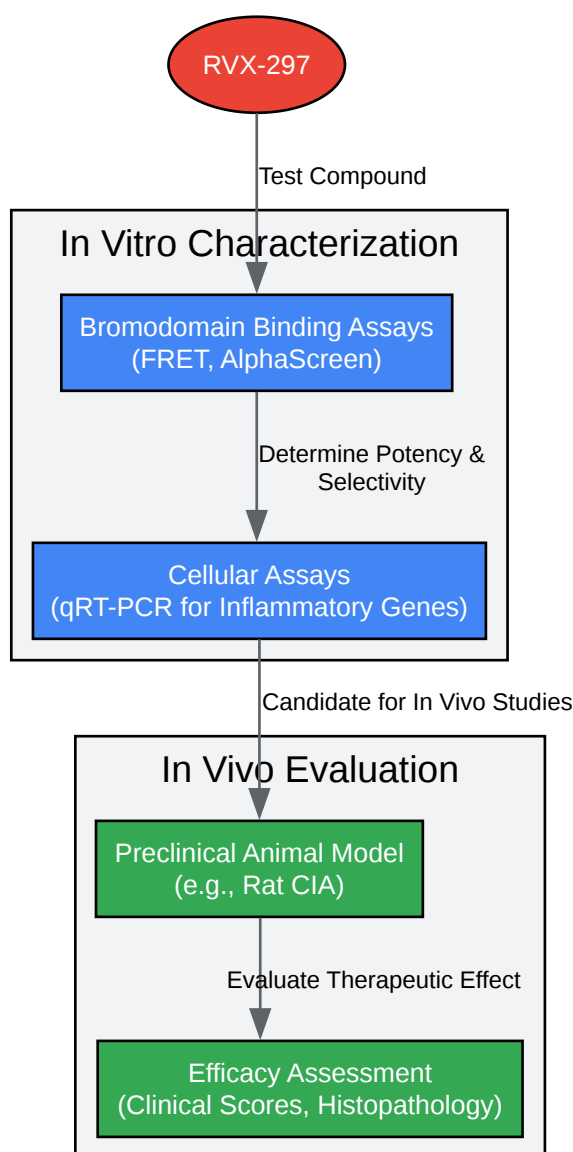 RVX-297
Test Compound
In Vitro Characterization
Bromodomain Binding Assays
(FRET, AlphaScreen)
Determine Potency &
Selectivity
Cellular Assays
(qRT-PCR for Inflammatory Genes)
Candidate for In Vivo Studies
In Vivo Evaluation
Preclinical Animal Model
(e.g., Rat CIA)
Evaluate Therapeutic Effect
Efficacy Assessment
(Clinical Scores, Histopathology)